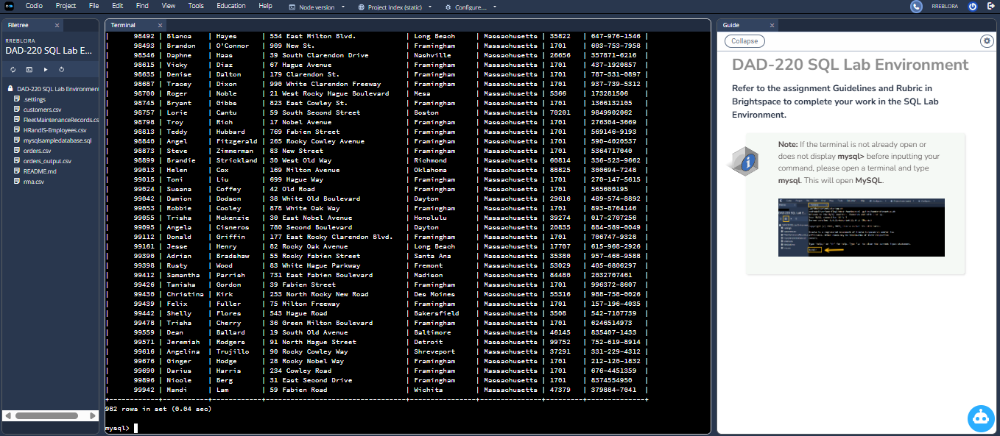 Codio Project File Edit Find View Tools Education Help Node version Project Index (static) Configure.... RREBLORA
Filetree
RREBLORA
DAD-220 SQL Lab E...
DAD-220 SQL Lab Environment
.settings
customers.csv
FleetMaintenanceRecords.cs
HRandIS-Employees.csv
mysqlsampledatabase.sql
orders.csv
orders_output.csv
README.md
rma.csv
Terminal
| 98492 | Blanca | Hayes | 554 East Milton Blvd. | Long Beach | Massachusetts | 35822 | 647-976-1546 |
| 98493 | Brandon | O'Connor | 909 New St. | Framingham | Massachusetts | 1701 | 603-753-7958 |
| 98546 | Daphne | Haas | 39 South Clarendon Drive | Nashville | Massachusetts | 26656 | 357871-6216 |
| 98615 | Vicky | Diaz | 67 Hague Avenue | Framingham | Massachusetts | 1701 | 437-1920857 |
| 98635 | Denise | Dalton | 179 Clarendon St. | Framingham | Massachusetts | 1701 | 787-331-0897 |
| 98687 | Tracey | Dixon | 990 White Clarendon Freeway | Framingham | Massachusetts | 1701 | 937-739-5312 |
| 98700 | Roger | Noble | 21 West Rocky Hague Boulevard | Mesa | Massachusetts | 5366 | 173281506 |
| 98745 | Bryant | Gibbs | 823 East Cowley St. | Framingham | Massachusetts | 1701 | 1366132105 |
| 98757 | Lorie | Cantu | 59 South Second Street | Boston | Massachusetts | 70201 | 9849902062 |
| 98798 | Troy | Rich | 17 Nobel Avenue | Framingham | Massachusetts | 1701 | 276304-3669 |
| 98813 | Teddy | Hubbard | 769 Fabien Street | Framingham | Massachusetts | 1701 | 569146-9193 |
| 98840 | Angel | Fitzgerald | 265 Rocky Cowley Avenue | Framingham | Massachusetts | 1701 | 590-4020537 |
| 98873 | Steve | Zimmerman | 83 New Street | Framingham | Massachusetts | 1701 | 5364717040 |
| 98899 | Brandie | Strickland | 30 West Old Way | Richmond | Massachusetts | 60814 | 336-523-9602 |
| 99013 | Helen | Cox | 169 Milton Avenue | Oklahoma | Massachusetts | 88825 | 300694-7248 |
| 99015 | Toni | Liu | 699 Hague Way | Framingham | Massachusetts | 1701 | 270-147-5615 |
| 99024 | Susana | Coffey | 42 Old Road | Framingham | Massachusetts | 1701 | 565600195 |
| 99042 | Damion | Dodson | 38 White Old Boulevard | Dayton | Massachusetts | 29616 | 489-574-8892 |
| 99053 | Robbie | Cooley | 878 White Oak Way | Framingham | Massachusetts | 1701 | 893-8764146 |
| 99055 | Trisha | Mckenzie | 30 East Nobel Avenue | Honolulu | Massachusetts | 39274 | 017-2707256 |
| 99095 | Angela | Cisneros | 780 Second Boulevard | Dayton | Massachusetts | 20835 | 884-589-0049 |
| 99112 | Donald | Griffin | 177 East Rocky Clarendon Blvd. | Framingham | Massachusetts | 1701 | 706747-9328 |
| 99161 | Jesse | Henry | 82 Rocky Oak Avenue | Long Beach | Massachusetts | 17707 | 615-968-2926 |
| 99390 | Adrian | Bradshaw | 55 Rocky Fabien Street | Santa Ana | Massachusetts | 35380 | 957-460-9588 |
| 99398 | Rusty | Wood | 83 White Hague Parkway | Fremont | Massachusetts | 53029 | 405-6806297 |
| 99412 | Samantha | Parrish | 731 East Fabien Boulevard | Madison | Massachusetts | 84480 | 2032707461 |
| 99426 | Tanisha | Gordon | 39 Fabien Street | Framingham | Massachusetts | 1701 | 996372-8607 |
| 99430 | Christina | Kirk | 253 North Rocky New Road | Des Moines | Massachusetts | 55316 | 988-758-0026 |
| 99439 | Felix | Fuller | 75 Milton Freeway | Framingham | Massachusetts | 1701 | 157-196-4035 |
| 99442 | Shelly | Flores | 543 Hague Road | Bakersfield | Massachusetts | 3508 | 542-7107739 |
| 99478 | Trisha | Cherry | 36 Green Milton Boulevard | Framingham | Massachusetts | 1701 | 6246514973 |
| 99559 | Dean | Ballard | 19 South Old Avenue | Baltimore | Massachusetts | 46145 | 835407-1433 |
| 99571 | Jeremiah | Rodgers | 91 North Hague Street | Detroit | Massachusetts | 99752 | 752-619-8914 |
| 99616 | Angelina | Trujillo | 90 Rocky Cowley Way | Shreveport | Massachusetts | 37291 | 331-229-4312 |
| 99676 | Ginger | Hodge | 28 Rocky Nobel Way | Framingham | Massachusetts | 1701 | 212-120-1832 |
| 99690 | Darius | Harris | 234 Cowley Road | Framingham | Massachusetts | 1701 | 676-4451359 |
| 99896 | Nicole | Berg | 31 East Second Drive | Framingham | Massachusetts | 1701 | 8374554950 |
| 99942 | Mandi | Lam | 59 Fabien Road | Wichita | Massachusetts | 47379 | 379884-7041 |
982 rows in set (0.04 sec)
mysql>
Guide
Collapse
DAD-220 SQL Lab Environment
Refer to the assignment Guidelines and Rubric in
Brightspace to complete your work in the SQL Lab
Environment.
Note: If the terminal is not already open or
does not display mysql> before inputting your
command, please open a terminal and type
mysql. This will open MySQL.